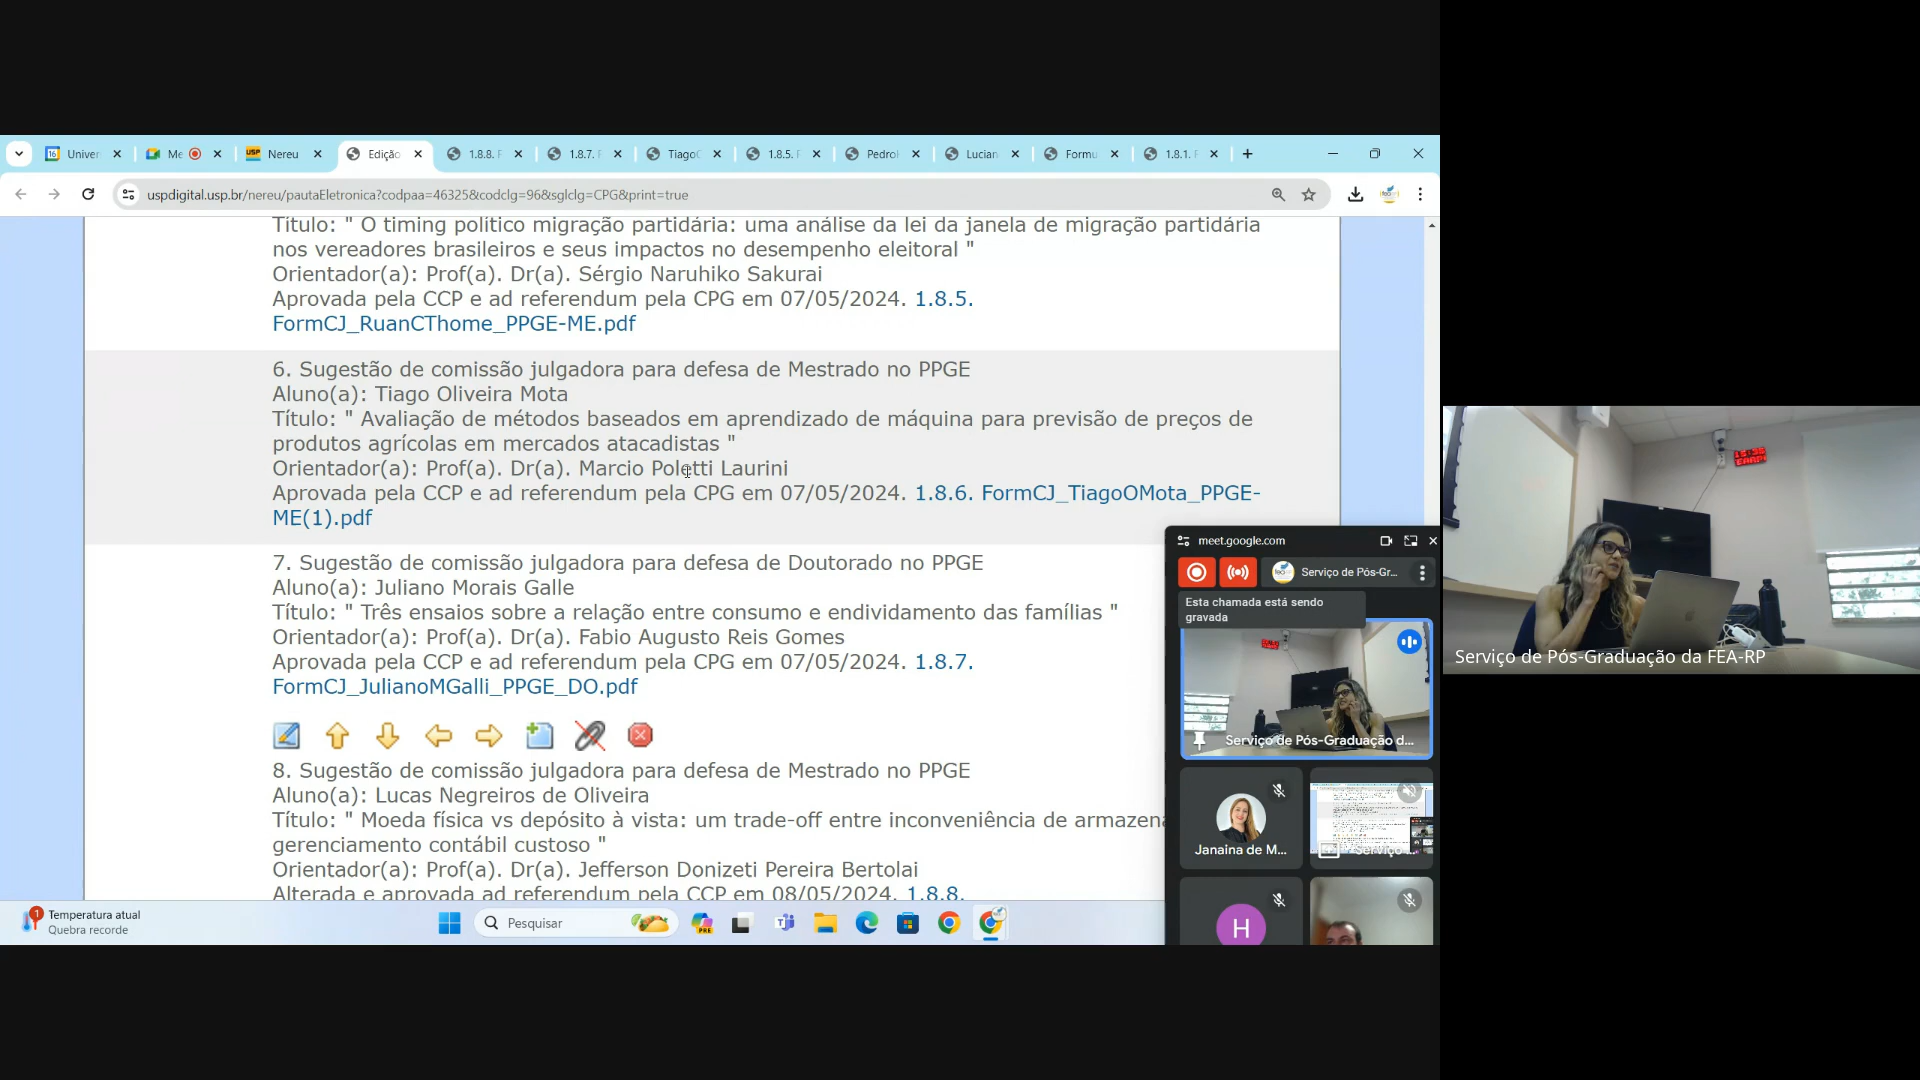 Univer
Me
Nereu
Edição
1.8.8. F
1.8.7. F
TiagoO
1.8.5. F
Pedro
Lucian
Formu
1.8.1. F
uspdigital.usp.br/nereu/pautaEletronica?codpaa=46325&codclg=96&sglclg=CPG&print=true
Título: " O timing político migração partidária: uma análise da lei da janela de migração partidária
nos vereadores brasileiros e seus impactos no desempenho eleitoral "
Orientador(a): Prof(a). Dr(a). Sérgio Naruhiko Sakurai
Aprovada pela CCP e ad referendum pela CPG em 07/05/2024. 1.8.5.
FormCJ_RuanCThome_PPGE-ME.pdf
6. Sugestão de comissão julgadora para defesa de Mestrado no PPGE
Aluno(a): Tiago Oliveira Mota
Título: " Avaliação de métodos baseados em aprendizado de máquina para previsão de preços de
produtos agrícolas em mercados atacadistas "
Orientador(a): Prof(a). Dr(a). Marcio Poletti Laurini
Aprovada pela CCP e ad referendum pela CPG em 07/05/2024. 1.8.6. FormCJ_TiagoOMota_PPGE-
ME(1).pdf
7. Sugestão de comissão julgadora para defesa de Doutorado no PPGE
Aluno(a): Juliano Morais Galle
Título: " Três ensaios sobre a relação entre consumo e endividamento das famílias "
Orientador(a): Prof(a). Dr(a). Fabio Augusto Reis Gomes
Aprovada pela CCP e ad referendum pela CPG em 07/05/2024. 1.8.7.
FormCJ_JulianoMGalli_PPGE_DO.pdf
8. Sugestão de comissão julgadora para defesa de Mestrado no PPGE
Aluno(a): Lucas Negreiros de Oliveira
Título: " Moeda física vs depósito à vista: um trade-off entre inconveniência de armazena
gerenciamento contábil custoso "
Orientador(a): Prof(a). Dr(a). Jefferson Donizeti Pereira Bertolai
Alterada e aprovada ad referendum pela CCP em 08/05/2024. 1.8.8.
meet.google.com
Serviço de Pós-Gr...
Esta chamada está sendo
gravada
Serviço de Pós-Graduação d...
Janaina de M...
Serviço ...
H
Serviço de Pós-Graduação da FEA-RP
1
Temperatura atual
Quebra recorde
Pesquisar
PRE